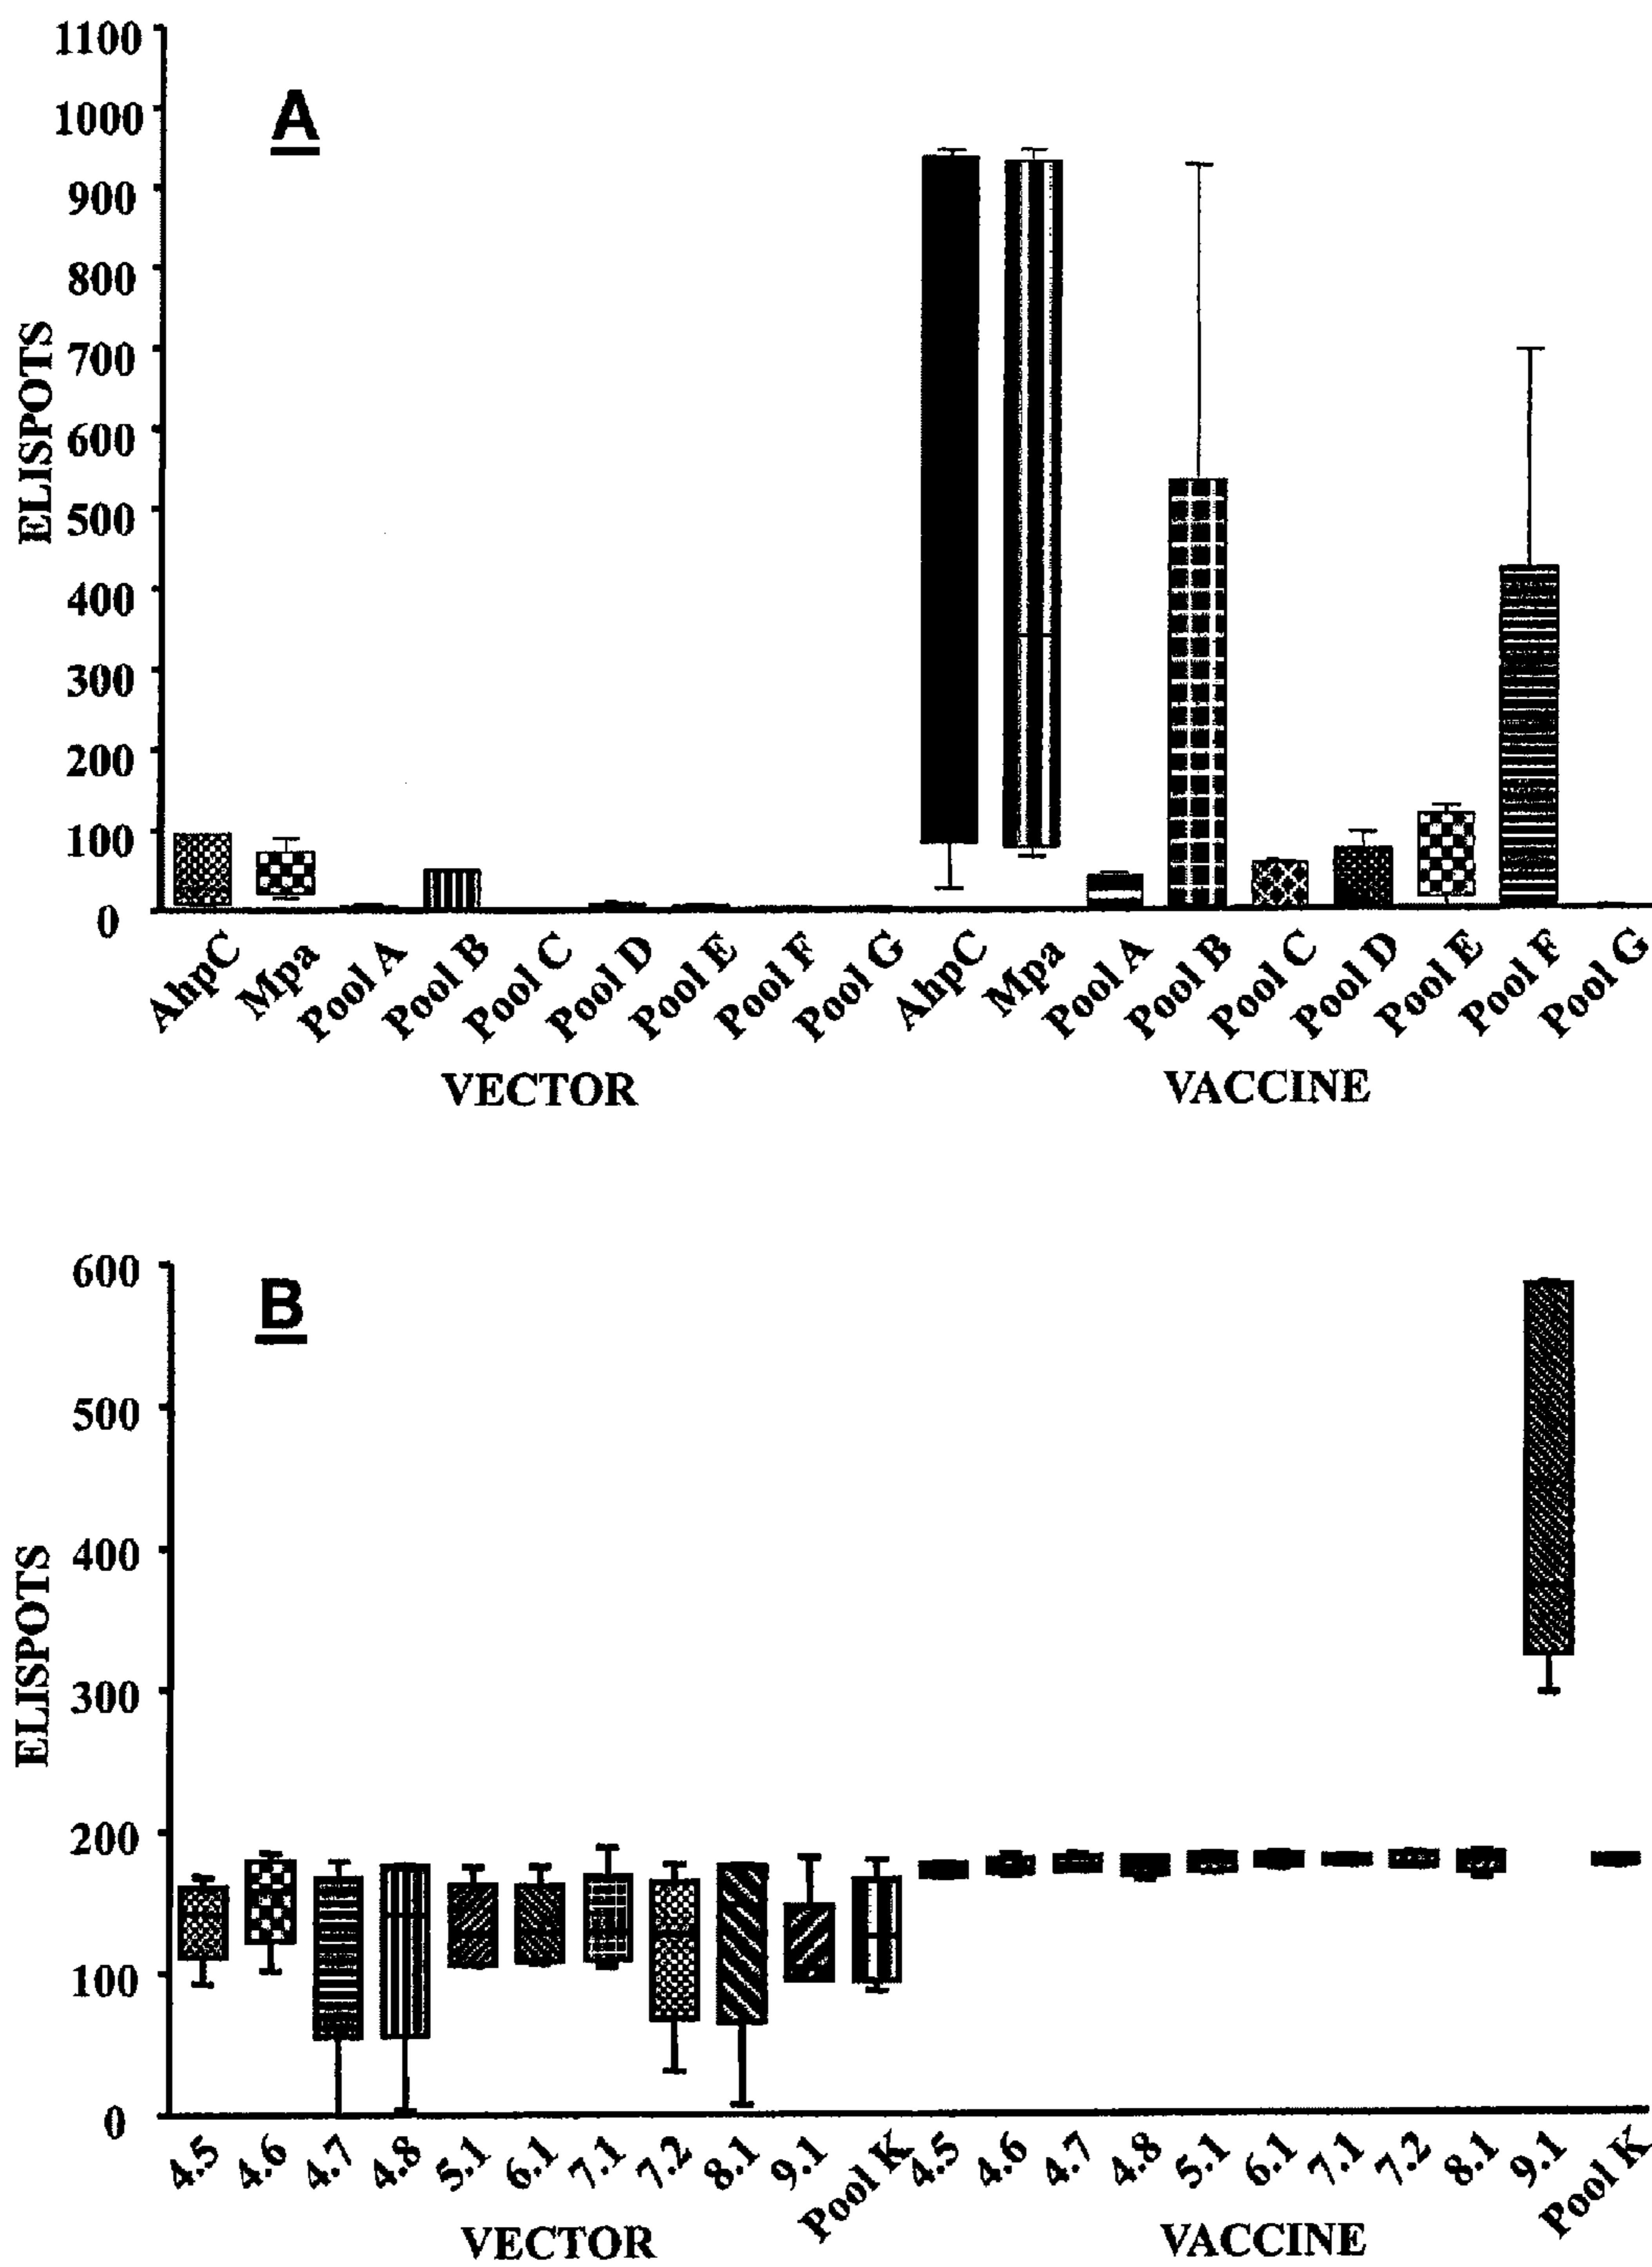 1100
A
1000
900
800
700
600
500
400
300
200
100
0
ELISPOTS
AhpC Mpa Pool A Pool B Pool C Pool D Pool E Pool F Pool G AhpC Mpa Pool A Pool B Pool C Pool D Pool E Pool F Pool G
VECTOR VACCINE
600
B
500
400
300
200
100
0
ELISPOTS
4.5 4.6 4.7 4.8 5.1 6.1 7.1 7.2 8.1 9.1 Pool K 4.5 4.6 4.7 4.8 5.1 6.1 7.1 7.2 8.1 9.1 Pool K
VECTOR VACCINE